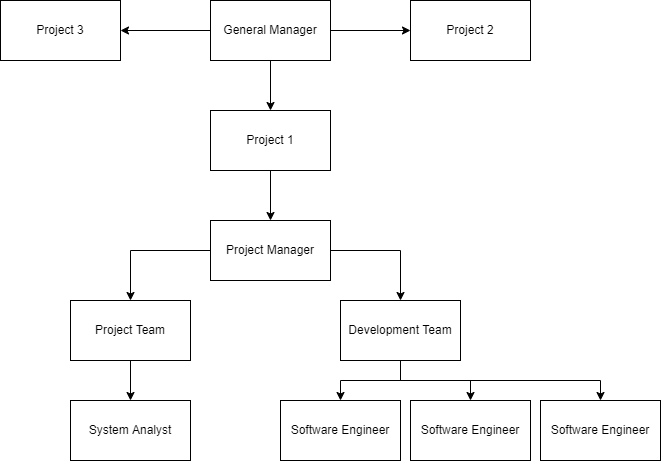 Project 3
General Manager
Project 2
Project 1
Project Manager
Project Team
Development Team
System Analyst
Software Engineer
Software Engineer
Software Engineer